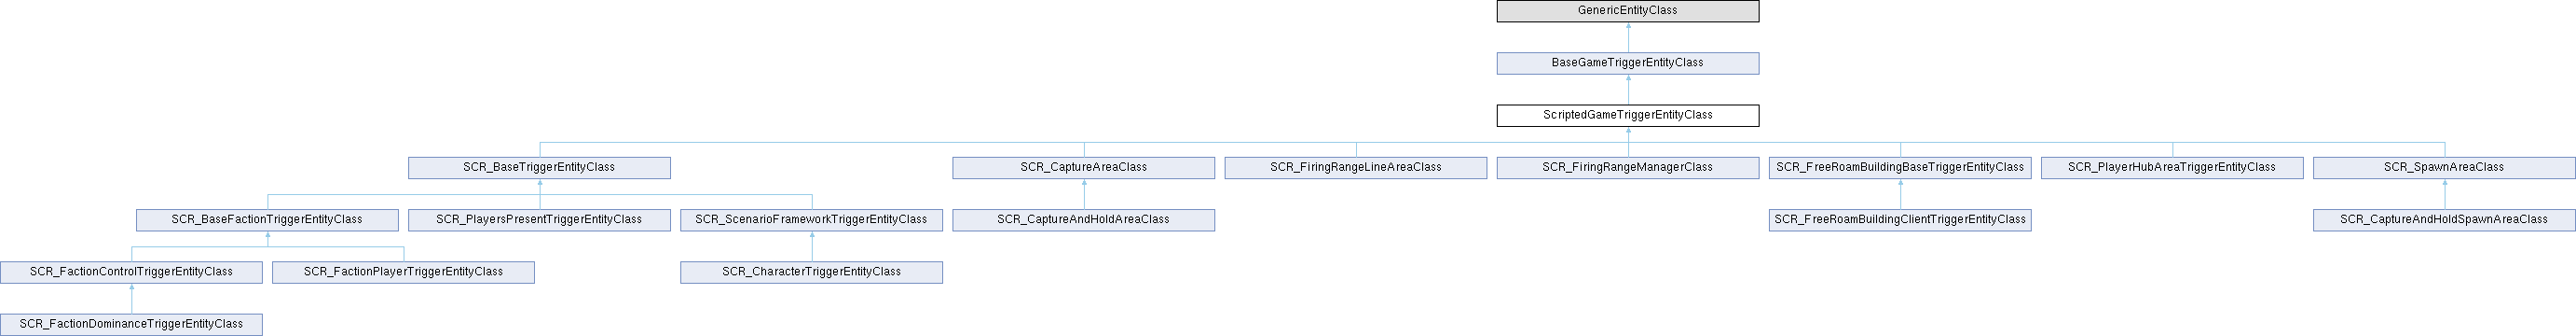 GenericEntityClass
BaseGameTriggerEntityClass
ScriptedGameTriggerEntityClass
SCR_BaseTriggerEntityClass
SCR_CaptureAreaClass
SCR_FiringRangeLineAreaClass
SCR_FiringRangeManagerClass
SCR_FreeRoamBuildingBaseTriggerEntityClass
SCR_PlayerHubAreaTriggerEntityClass
SCR_SpawnAreaClass
SCR_BaseFactionTriggerEntityClass
SCR_PlayersPresentTriggerEntityClass
SCR_ScenarioFrameworkTriggerEntityClass
SCR_CaptureAndHoldAreaClass
SCR_FreeRoamBuildingClientTriggerEntityClass
SCR_CaptureAndHoldSpawnAreaClass
SCR_FactionControlTriggerEntityClass
SCR_FactionPlayerTriggerEntityClass
SCR_CharacterTriggerEntityClass
SCR_FactionDominanceTriggerEntityClass